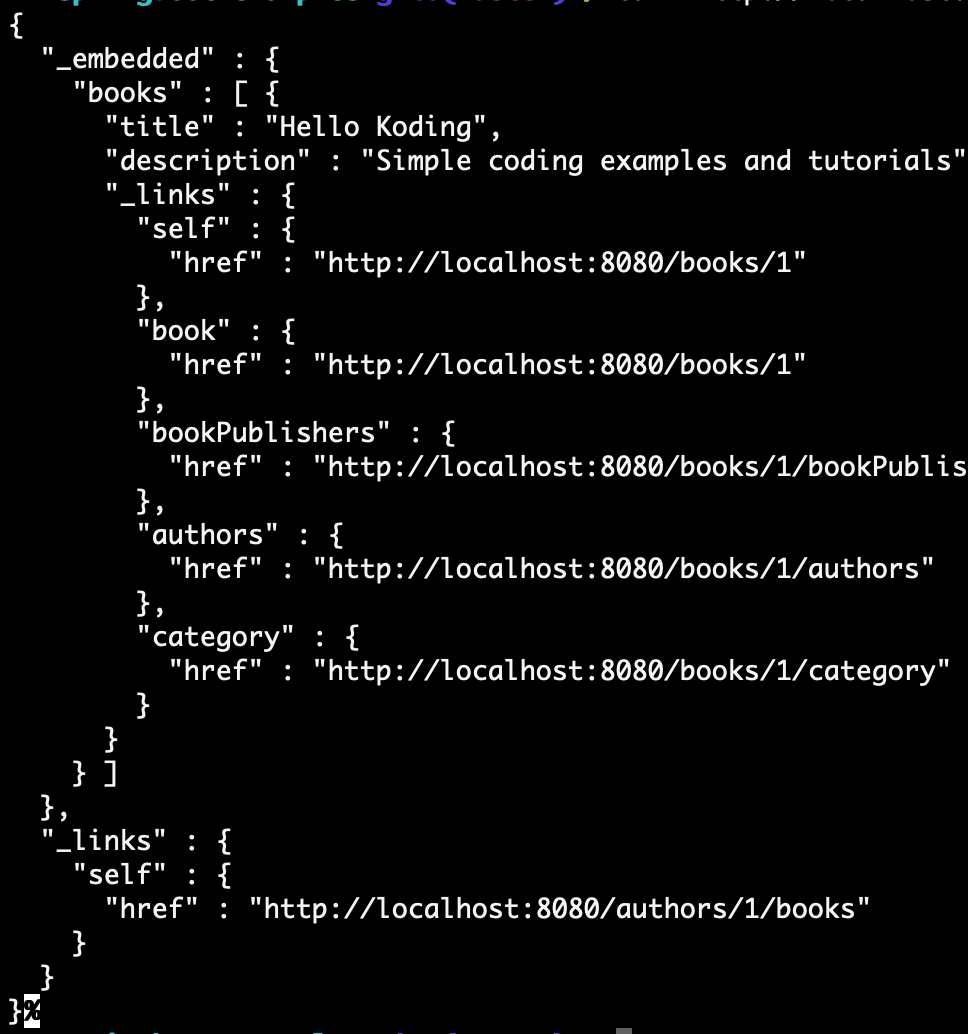 {
  "_embedded" : {
    "books" : [ {
      "title" : "Hello Koding",
      "description" : "Simple coding examples and tutorials"
      "_links" : {
        "self" : {
          "href" : "http://localhost:8080/books/1"
        },
        "book" : {
          "href" : "http://localhost:8080/books/1"
        },
        "bookPublishers" : {
          "href" : "http://localhost:8080/books/1/bookPublis
        },
        "authors" : {
          "href" : "http://localhost:8080/books/1/authors"
        },
        "category" : {
          "href" : "http://localhost:8080/books/1/category"
        }
      }
    } ]
  },
  "_links" : {
    "self" : {
      "href" : "http://localhost:8080/authors/1/books"
    }
  }
}%